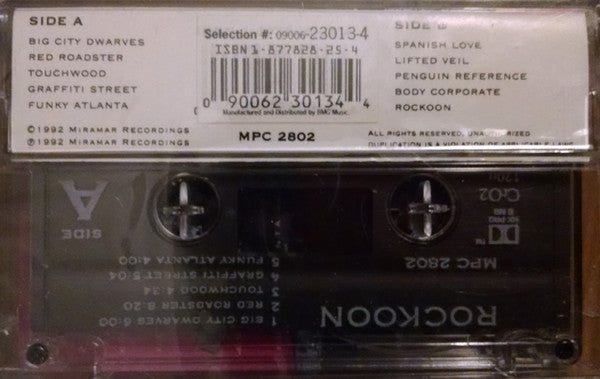 SIDE A
BIG CITY DWARVES
RED ROADSTER
TOUCHWOOD
GRAFFITI STREET
FUNKY ATLANTA
©1992 MIRAMAR RECORDINGS
℗1992 MIRAMAR RECORDINGS
Selection #: 09006-23013-4
ISBN 1-877828-25-4
0 90062 30134 4
Manufactured and Distributed by BMG Music.
MPC 2802
SIDE B
SPANISH LOVE
LIFTED VEIL
PENGUIN REFERENCE
BODY CORPORATE
ROCKOON
ALL RIGHTS RESERVED. UNAUTHORIZED
DUPLICATION IS A VIOLATION OF APPLICABLE LAWS
ROCKOON
1 BIG CITY DWARVES 6:00
2 RED ROADSTER 8:20
3 TOUCHWOOD 4:34
4 GRAFFITI STREET 5:04
5 FUNKY ATLANTA 4:00
MPC 2802
HX PRO
B NR
CrO2
SIDE
A